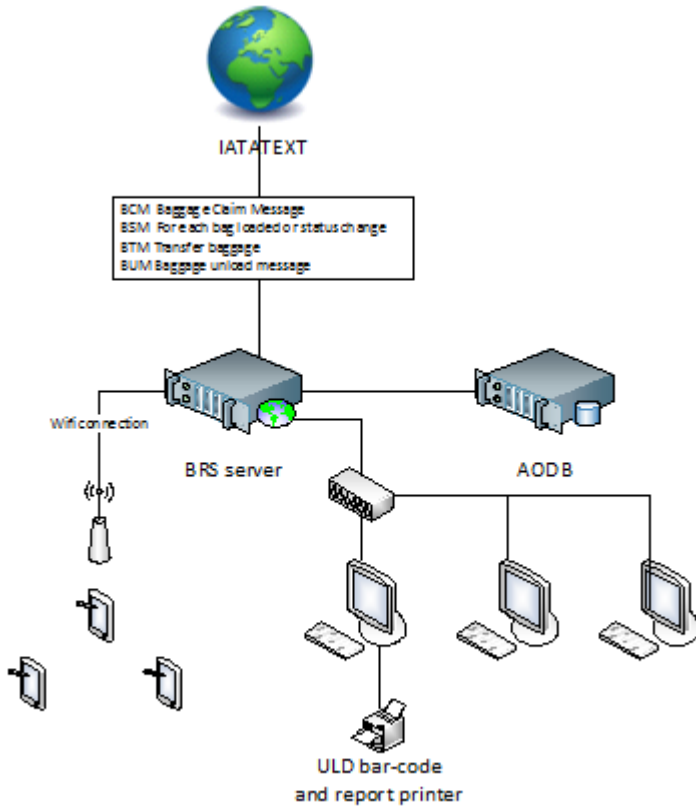 IATATEXT
BCM Baggage Claim Message
BSM For each bag loaded or status change
BTM Transfer baggage
BUM Baggage unload message
Wifi connection
BRS server
AODB
ULD bar-code
and report printer